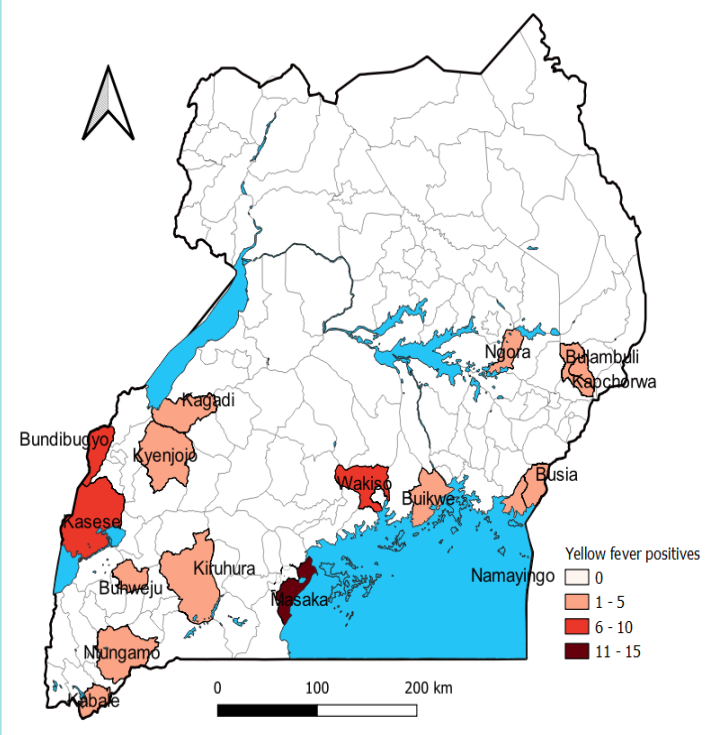 Ngora
Bulambuli
Kapchorwa
Kagadi
Bundibugyo
Kyenjojo
Busia
Wakiso
Buikwe
Kasese
Yellow fever positives
Kiruhura
Namayingo
0
Buhweju
Masaka
1 - 5
6 - 10
Ntungamo
11 - 15
Kabale
0 100 200 km